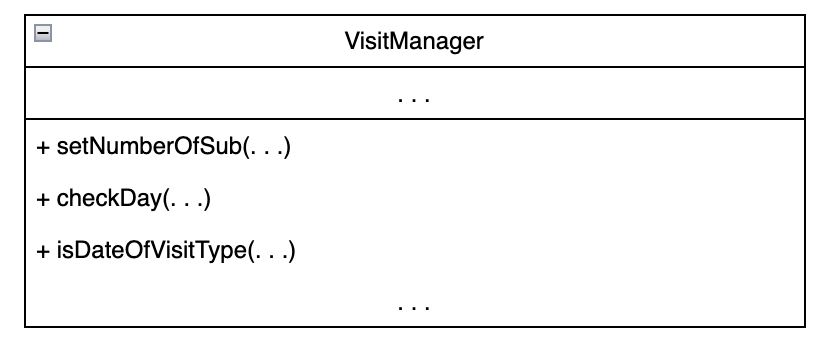 VisitManager
. . .
+ setNumberOfSub(. . .)
+ checkDay(. . .)
+ isDateOfVisitType(. . .)
. . .